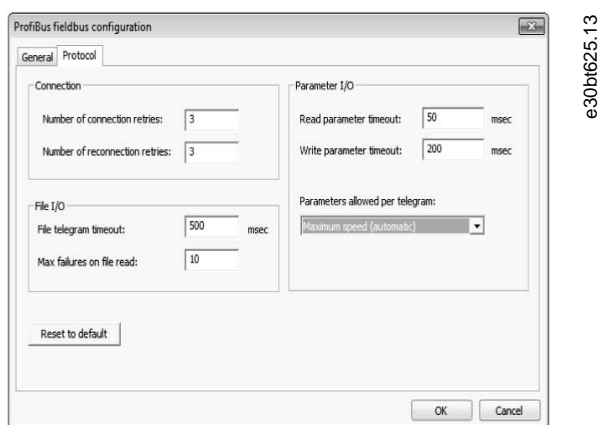 ProfiBus fieldbus configuration
General Protocol
Connection
Number of connection retries: 3
Number of reconnection retries: 3
File I/O
File telegram timeout: 500 msec
Max failures on file read: 10
Reset to default
Parameter I/O
Read parameter timeout: 50 msec
Write parameter timeout: 200 msec
Parameters allowed per telegram:
Maximum speed (automatic)
OK Cancel
e30bt625.13